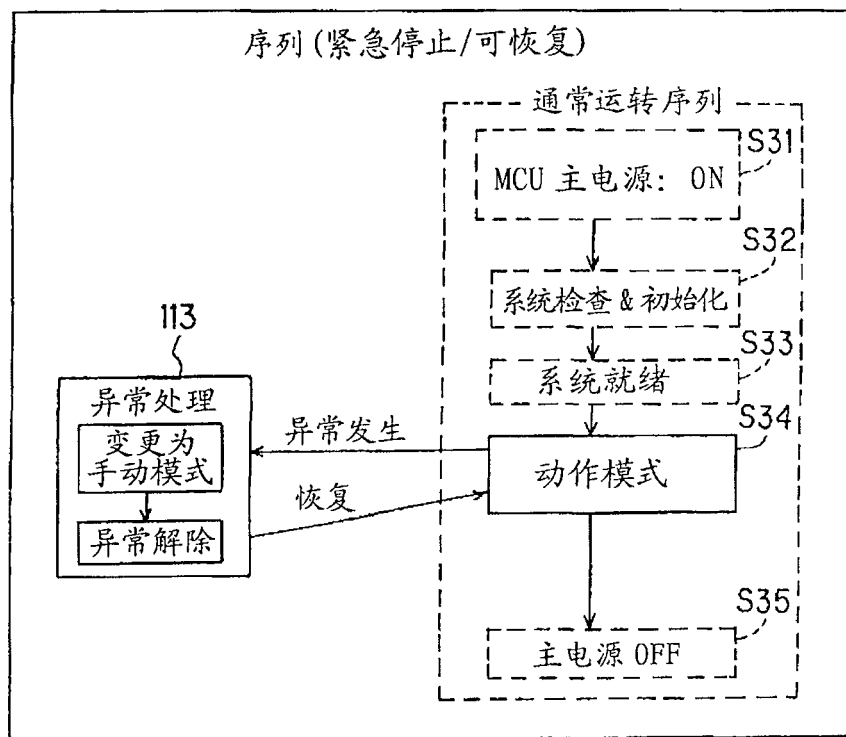 序列(紧急停止/可恢复)
通常运转序列
S31
MCU 主电源: ON
S32
系统检查 & 初始化
S33
系统就绪
S34
动作模式
S35
主电源 OFF
113
异常处理
变更为
手动模式
异常解除
异常发生
恢复